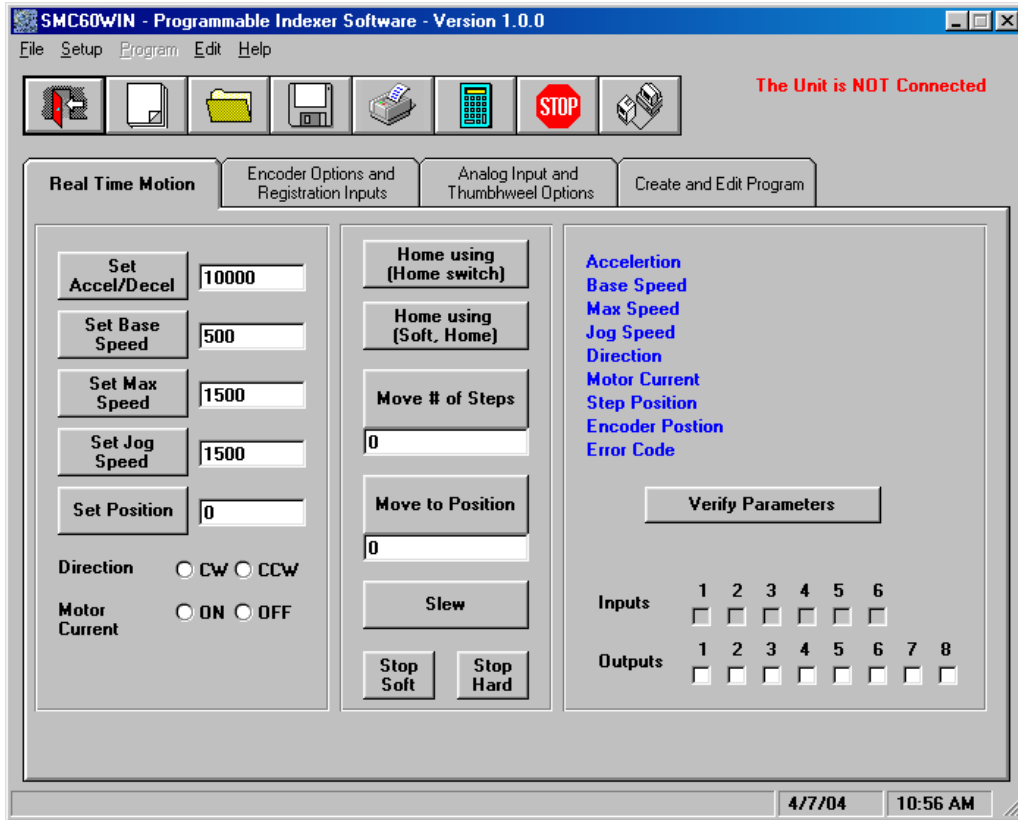 SMC60WIN - Programmable Indexer Software - Version 1.0.0
File Setup Program Edit Help
STOP
The Unit is NOT Connected
Real Time Motion
Encoder Options and
Registration Inputs
Analog Input and
Thumbhweel Options
Create and Edit Program
Set
Accel/Decel
10000
Set Base
Speed
500
Set Max
Speed
1500
Set Jog
Speed
1500
Set Position
0
Direction
CW CCW
Motor
Current
ON OFF
Home using
(Home switch)
Home using
(Soft, Home)
Move # of Steps
0
Move to Position
0
Slew
Stop
Soft
Stop
Hard
Accelertion
Base Speed
Max Speed
Jog Speed
Direction
Motor Current
Step Position
Encoder Postion
Error Code
Verify Parameters
1 2 3 4 5 6
Inputs
1 2 3 4 5 6 7 8
Outputs
4/7/04
10:56 AM